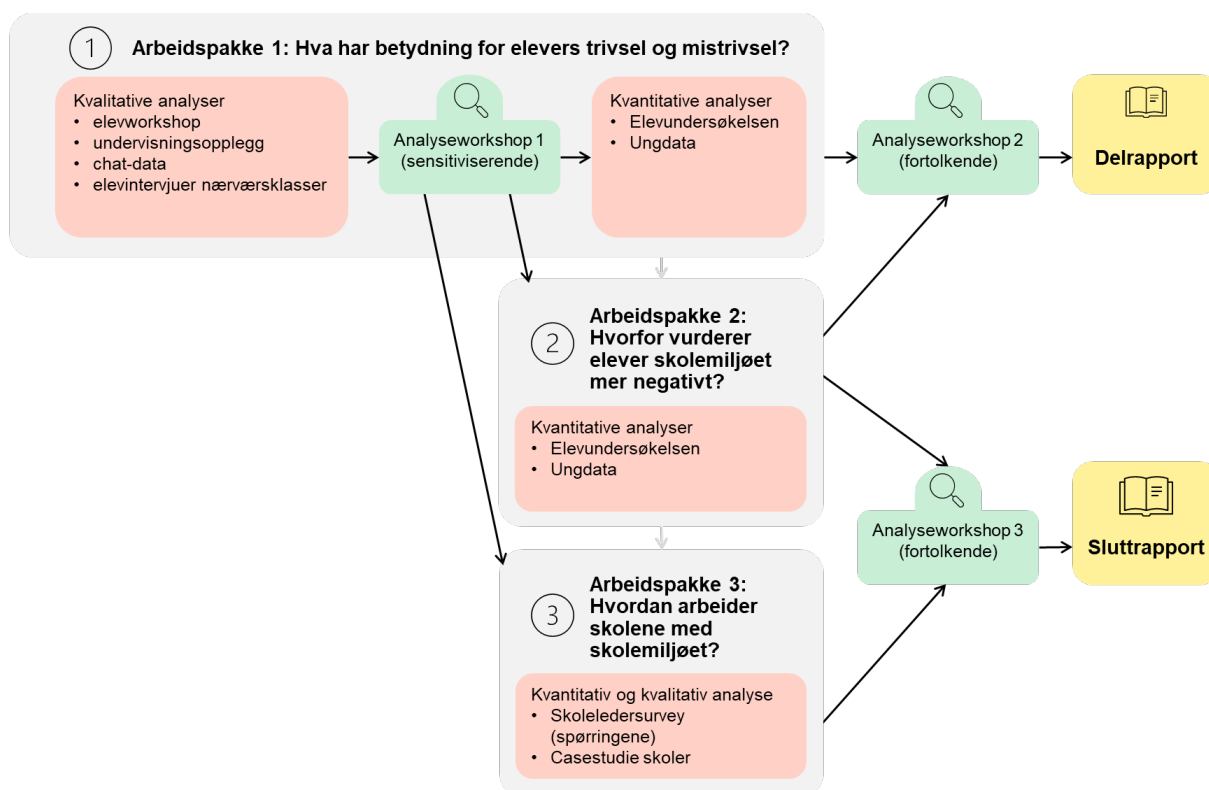 1
Arbeidspakke 1: Hva har betydning for elevers trivsel og mistrivsel?
Kvalitative analyser
• elevworkshop
• undervisningsopplegg
• chat-data
• elevintervjuer nærværsklasser
Analyseworkshop 1
(sensitiviserende)
Kvantitative analyser
• Elevundersøkelsen
• Ungdata
Analyseworkshop 2
(fortolkende)
Delrapport
2
Arbeidspakke 2:
Hvorfor vurderer
elever skolemiljøet
mer negativt?
Kvantitative analyser
• Elevundersøkelsen
• Ungdata
Analyseworkshop 3
(fortolkende)
Sluttrapport
3
Arbeidspakke 3:
Hvordan arbeider
skolene med
skolemiljøet?
Kvantitativ og kvalitativ analyse
• Skoleledersurvey
(spørringene)
• Casestudie skoler